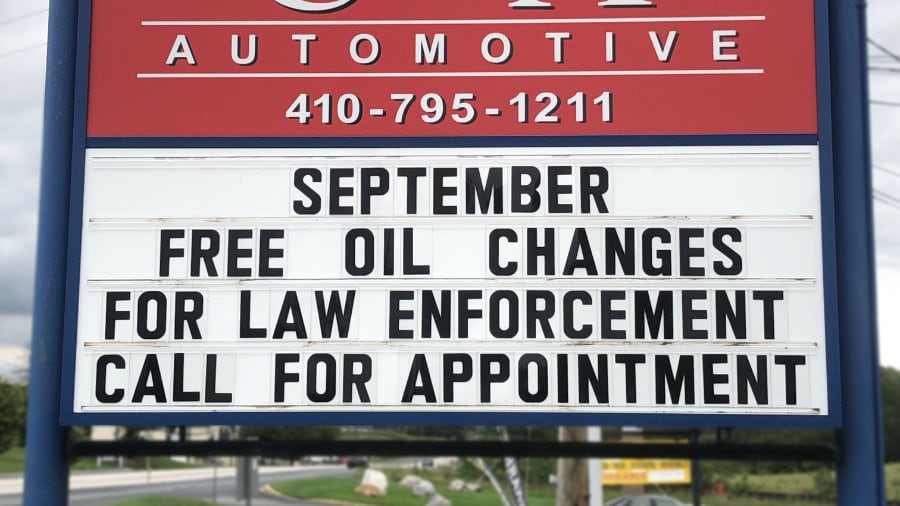 AUTOMOTIVE
410-795-1211
SEPTEMBER
FREE OIL CHANGES
FOR LAW ENFORCEMENT
CALL FOR APPOINTMENT